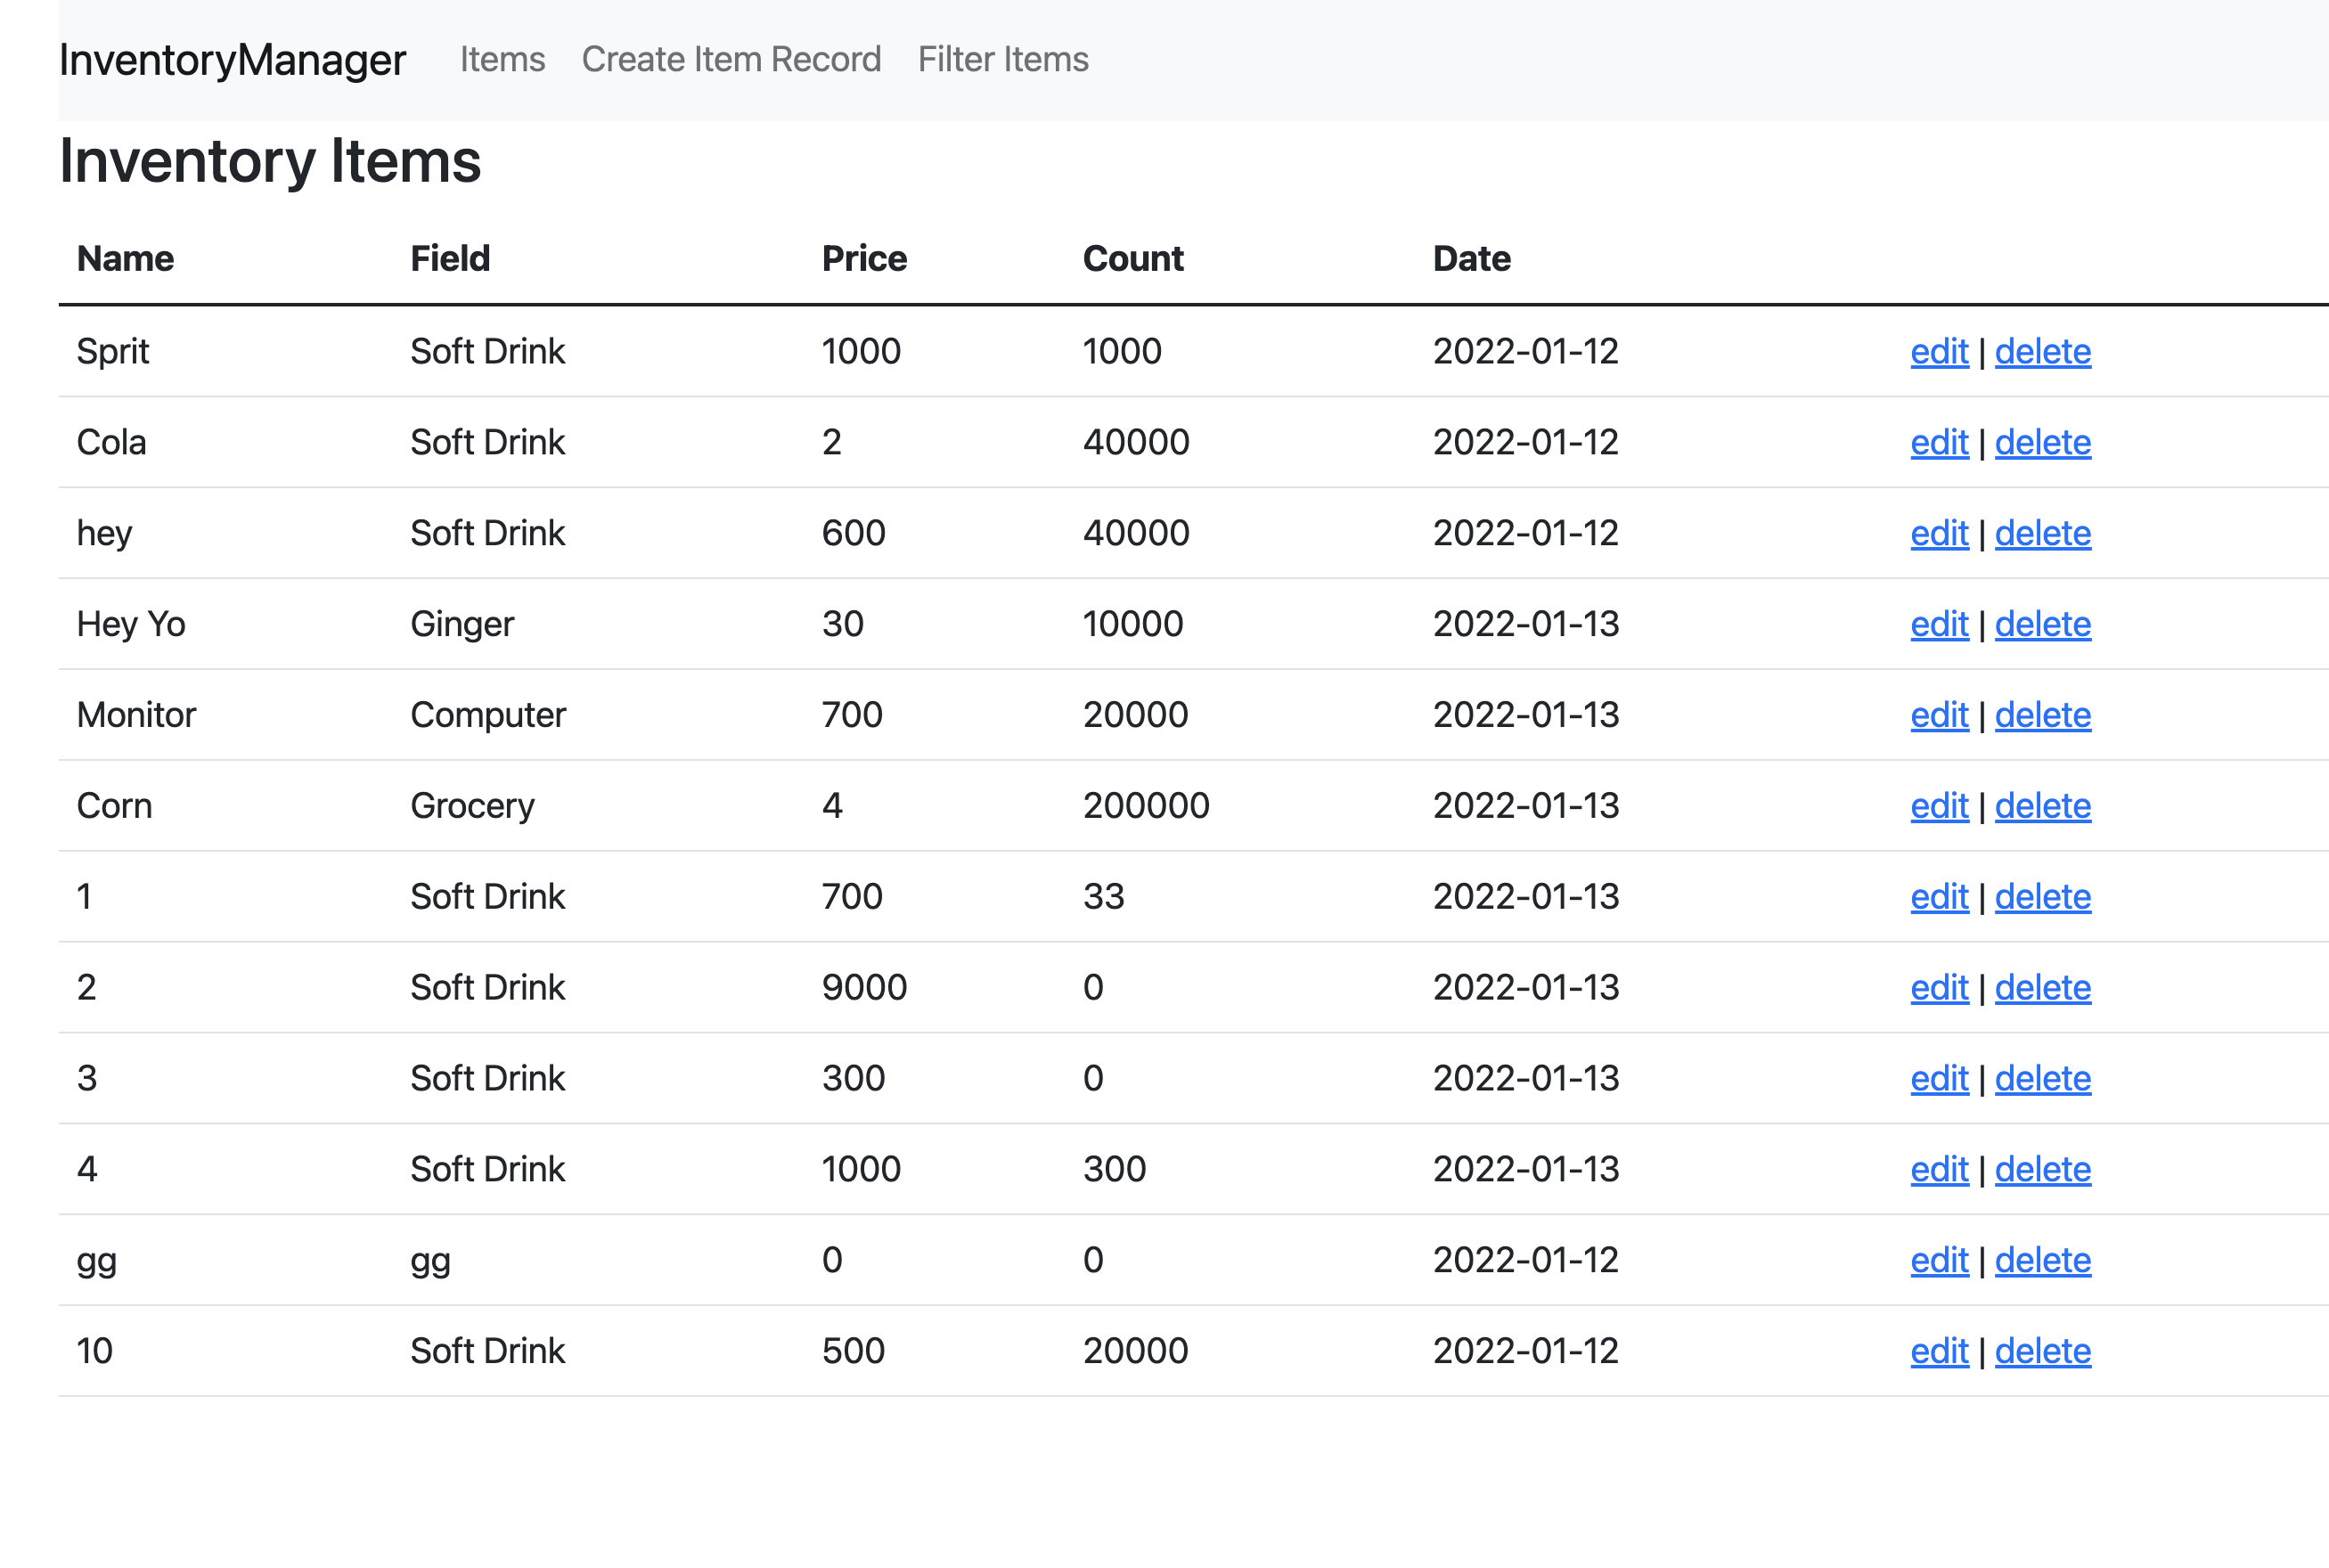 InventoryManager Items Create Item Record Filter Items
Inventory Items
Name Field Price Count Date
Sprit Soft Drink 1000 1000 2022-01-12 edit | delete
Cola Soft Drink 2 40000 2022-01-12 edit | delete
hey Soft Drink 600 40000 2022-01-12 edit | delete
Hey Yo Ginger 30 10000 2022-01-13 edit | delete
Monitor Computer 700 20000 2022-01-13 edit | delete
Corn Grocery 4 200000 2022-01-13 edit | delete
1 Soft Drink 700 33 2022-01-13 edit | delete
2 Soft Drink 9000 0 2022-01-13 edit | delete
3 Soft Drink 300 0 2022-01-13 edit | delete
4 Soft Drink 1000 300 2022-01-13 edit | delete
gg gg 0 0 2022-01-12 edit | delete
10 Soft Drink 500 20000 2022-01-12 edit | delete